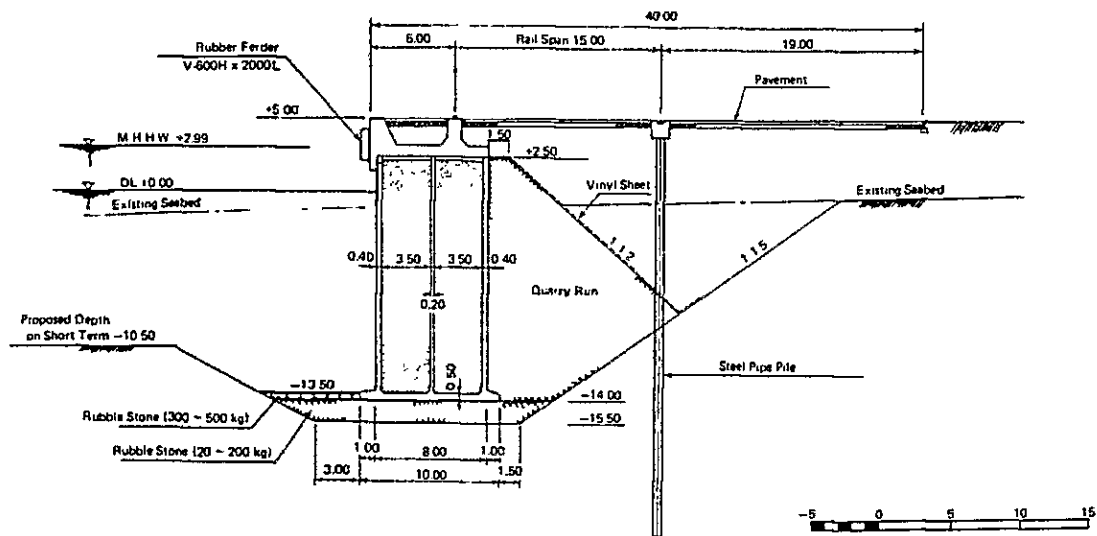 40.00
6.00
Rail Span 15.00
19.00
Rubber Fender
V-600H x 2000L
Pavement
+5.00
1.50
MHHW +2.99
+2.50
Vinyl Sheet
Existing Seabed
DL ±0.00
Existing Seabed
0.40
3.50
3.50
0.40
1:1.2
1:1.5
0.20
Quarry Run
Proposed Depth
on Short Term -10.50
0.50
Steel Pipe Pile
-13.50
-14.00
Rubble Stone (300 ~ 500 kg)
-15.50
Rubble Stone (20 ~ 200 kg)
1.00
8.00
1.00
3.00
10.00
1.50
-5
0
5
10
15